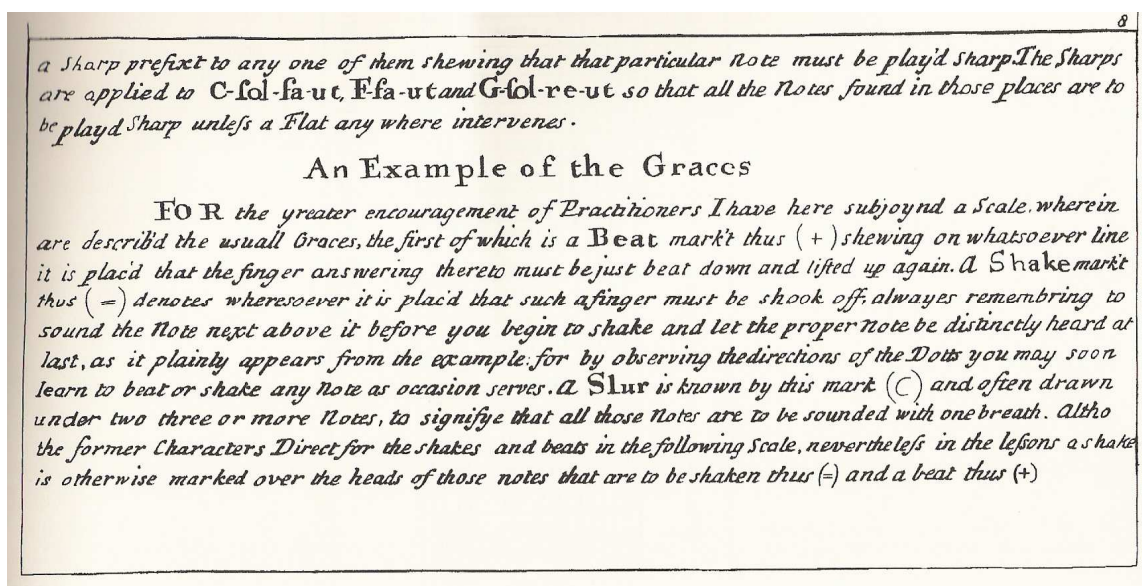 8
a Sharp prefixt to any one of them shewing that that particular Note must be play'd Sharp. The Sharps
are applied to C-ſol-fa-ut, F-fa-ut and G-ſol-re-ut so that all the Notes found in those places are to
be playd Sharp unleſs a Flat any where intervenes.
An Example of the Graces
FOR the greater encouragement of Practitioners I have here subjoynd a Scale, wherein
are describ'd the usuall Graces, the first of which is a Beat mark't thus (+) shewing on whatsoever line
it is plac'd that the finger answering thereto must be just beat down and lifted up again. A Shake mark't
thus (=) denotes wheresoever it is plac'd that such a finger must be shook off, alwayes remembring to
sound the Note next above it before you begin to shake and let the proper Note be distinctly heard at
last, as it plainly appears from the example: for by observing the directions of the Dotts you may soon
learn to beat or shake any Note as occasion serves. A Slur is known by this mark (C) and often drawn
under two three or more Notes, to signifye that all those Notes are to be sounded with one breath. Altho
the former Characters Direct for the shakes and beats in the following Scale, neverthelefs in the leſsons a shake
is otherwise marked over the heads of those notes that are to be shaken thus (=) and a beat thus (+)